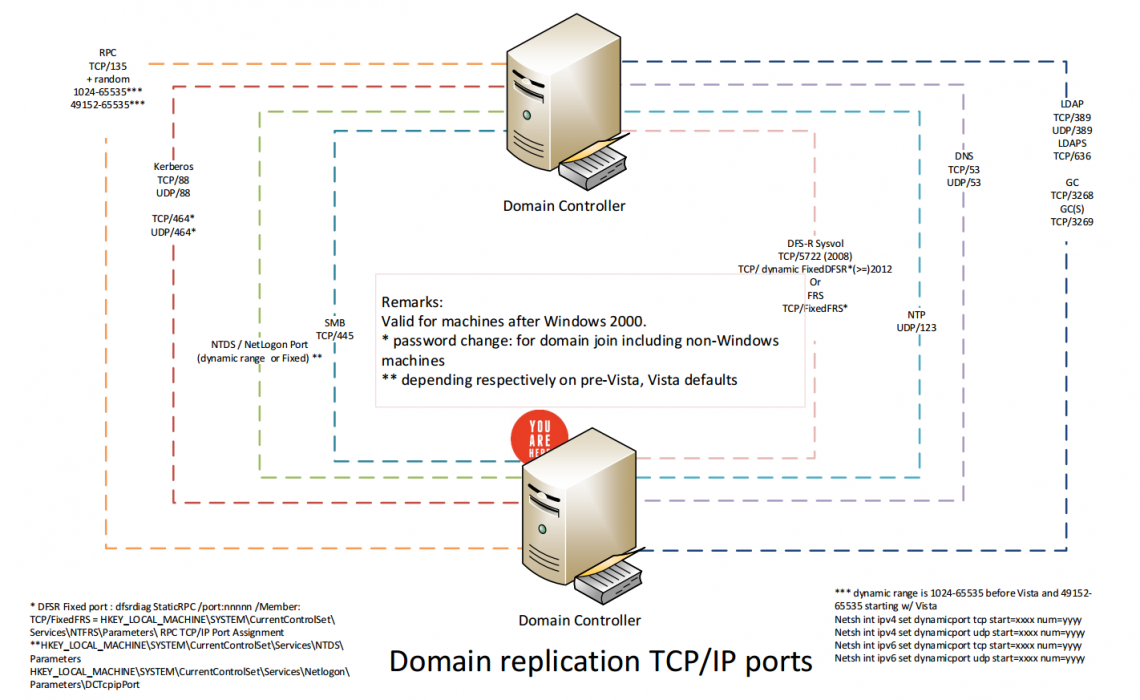 RPC
TCP/135
+ random
1024-65535***
49152-65535***
Kerberos
TCP/88
UDP/88
TCP/464*
UDP/464*
NTDS / NetLogon Port
(dynamic range or Fixed) **
SMB
TCP/445
Domain Controller
LDAP
TCP/389
UDP/389
LDAPS
TCP/636
GC
TCP/3268
GC(S)
TCP/3269
DNS
TCP/53
UDP/53
DFS-R Sysvol
TCP/5722 (2008)
TCP/ dynamic FixedDFSR*(>=)2012
Or
FRS
TCP/FixedFRS*
NTP
UDP/123
Remarks:
Valid for machines after Windows 2000.
* password change: for domain join including non-Windows
machines
** depending respectively on pre-Vista, Vista defaults
YOU
ARE
HERE
Domain Controller
* DFSR Fixed port : dfsrdiag StaticRPC /port:nnnnn /Member:
TCP/FixedFRS = HKEY_LOCAL_MACHINE\SYSTEM\CurrentControlSet\
Services\NTFRS\Parameters\ RPC TCP/IP Port Assignment
**HKEY_LOCAL_MACHINE\SYSTEM\CurrentControlSet\Services\NTDS\
Parameters
HKEY_LOCAL_MACHINE\SYSTEM\CurrentControlSet\Services\Netlogon\
Parameters\DCTcpipPort
Domain replication TCP/IP ports
*** dynamic range is 1024-65535 before Vista and 49152-
65535 starting w/ Vista
Netsh int ipv4 set dynamicport tcp start=xxxx num=yyyy
Netsh int ipv4 set dynamicport udp start=xxxx num=yyyy
Netsh int ipv6 set dynamicport tcp start=xxxx num=yyyy
Netsh int ipv6 set dynamicport udp start=xxxx num=yyyy